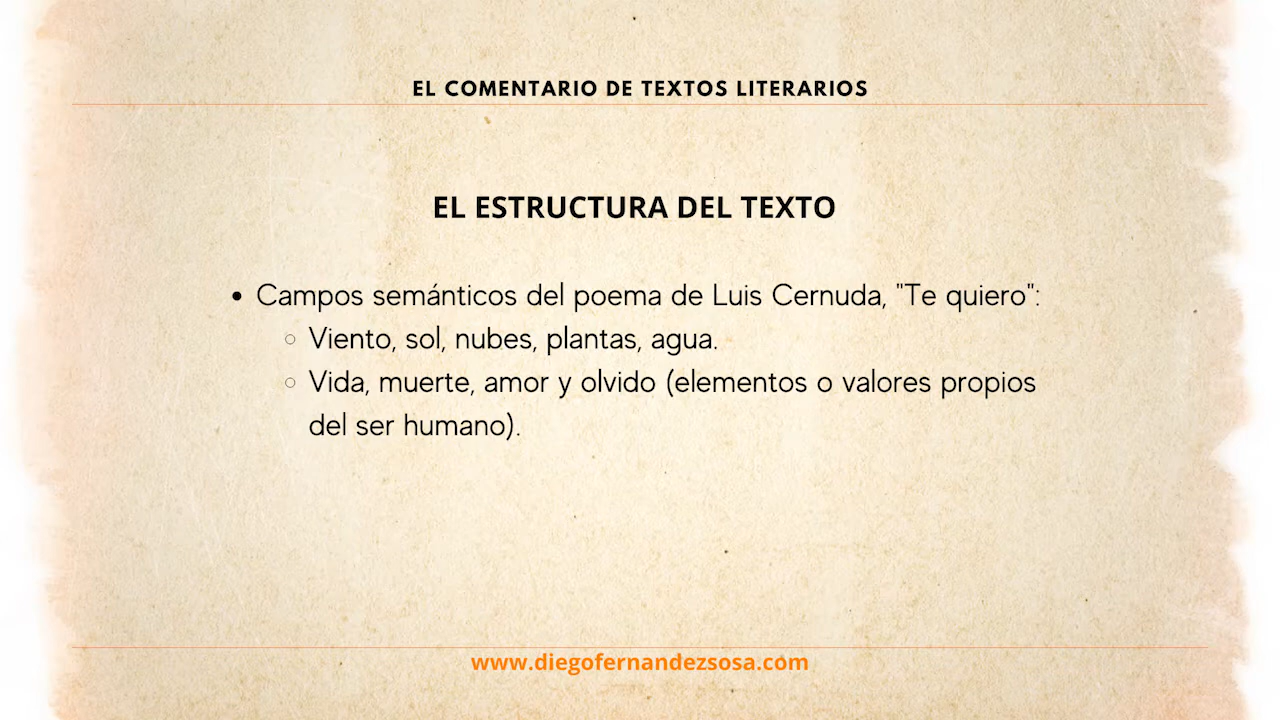 EL COMENTARIO DE TEXTOS LITERARIOS
EL ESTRUCTURA DEL TEXTO
• Campos semánticos del poema de Luis Cernuda, "Te quiero":
○ Viento, sol, nubes, plantas, agua.
○ Vida, muerte, amor y olvido (elementos o valores propios
del ser humano).
www.diegofernandezsosa.com